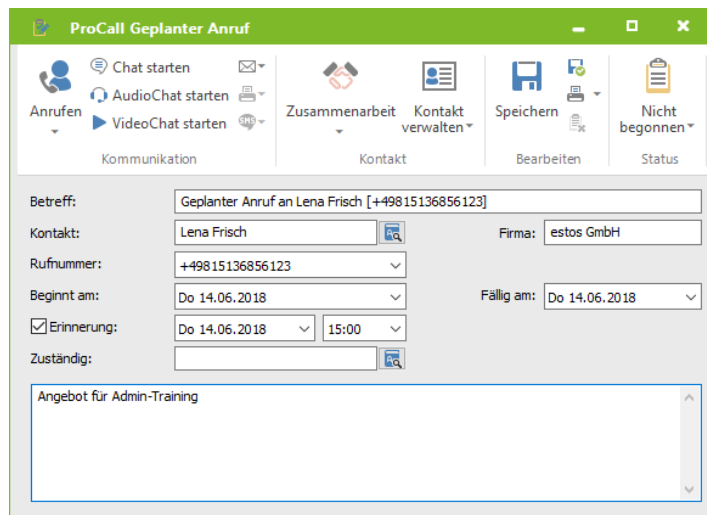 ProCall Geplanter Anruf
Anrufen
Chat starten
AudioChat starten
VideoChat starten
SMS
Zusammenarbeit
Kontakt
verwalten
Speichern
Nicht
begonnen
Kommunikation
Kontakt
Bearbeiten
Status
Betreff: Geplanter Anruf an Lena Frisch [+49815136856123]
Kontakt: Lena Frisch Firma: estos GmbH
Rufnummer: +49815136856123
Beginnt am: Do 14.06.2018 Fällig am: Do 14.06.2018
Erinnerung: Do 14.06.2018 15:00
Zuständig:
Angebot für Admin-Training